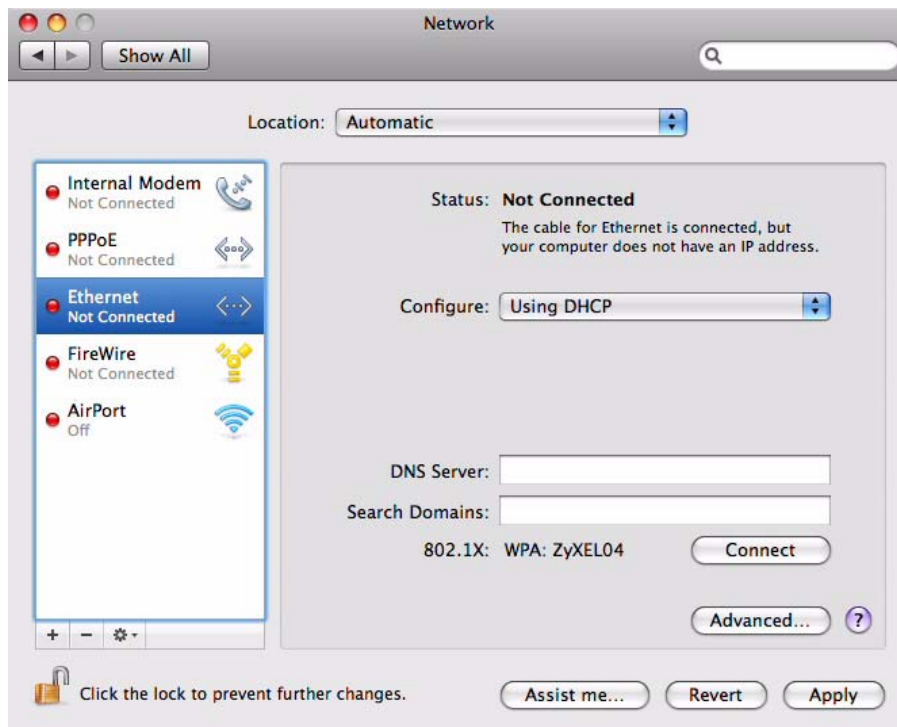 Network
Show All
Location: Automatic
Internal Modem
Not Connected
PPPoE
Not Connected
Ethernet
Not Connected
FireWire
Not Connected
AirPort
Off
Status: Not Connected
The cable for Ethernet is connected, but
your computer does not have an IP address.
Configure: Using DHCP
DNS Server:
Search Domains:
802.1X: WPA: ZyXEL04 Connect
Advanced... ?
+ −
Click the lock to prevent further changes.
Assist me... Revert Apply